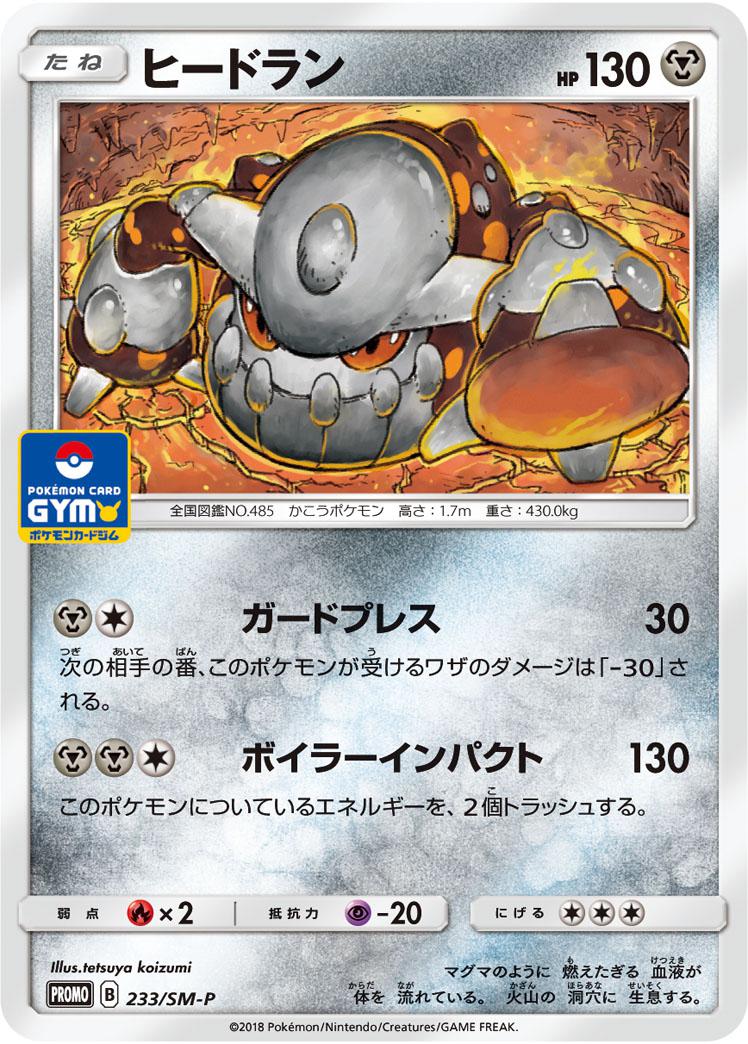 たね
ヒードラン
HP 130
POKÉMON CARD
GYM
ポケモンカードジム
全国図鑑NO.485 かこうポケモン 高さ:1.7m 重さ:430.0kg
ガードプレス 30
次の相手の番、このポケモンが受けるワザのダメージは「-30」さ
れる。
ボイラーインパクト 130
このポケモンについているエネルギーを、2個トラッシュする。
弱点 ×2 抵抗力 -20 にげる
Illus.tetsuya koizumi
PROMO B 233/SM-P
マグマのように 燃えたぎる 血液が
体を 流れている。 火山の 洞穴に 生息する。
©2018 Pokémon/Nintendo/Creatures/GAME FREAK.